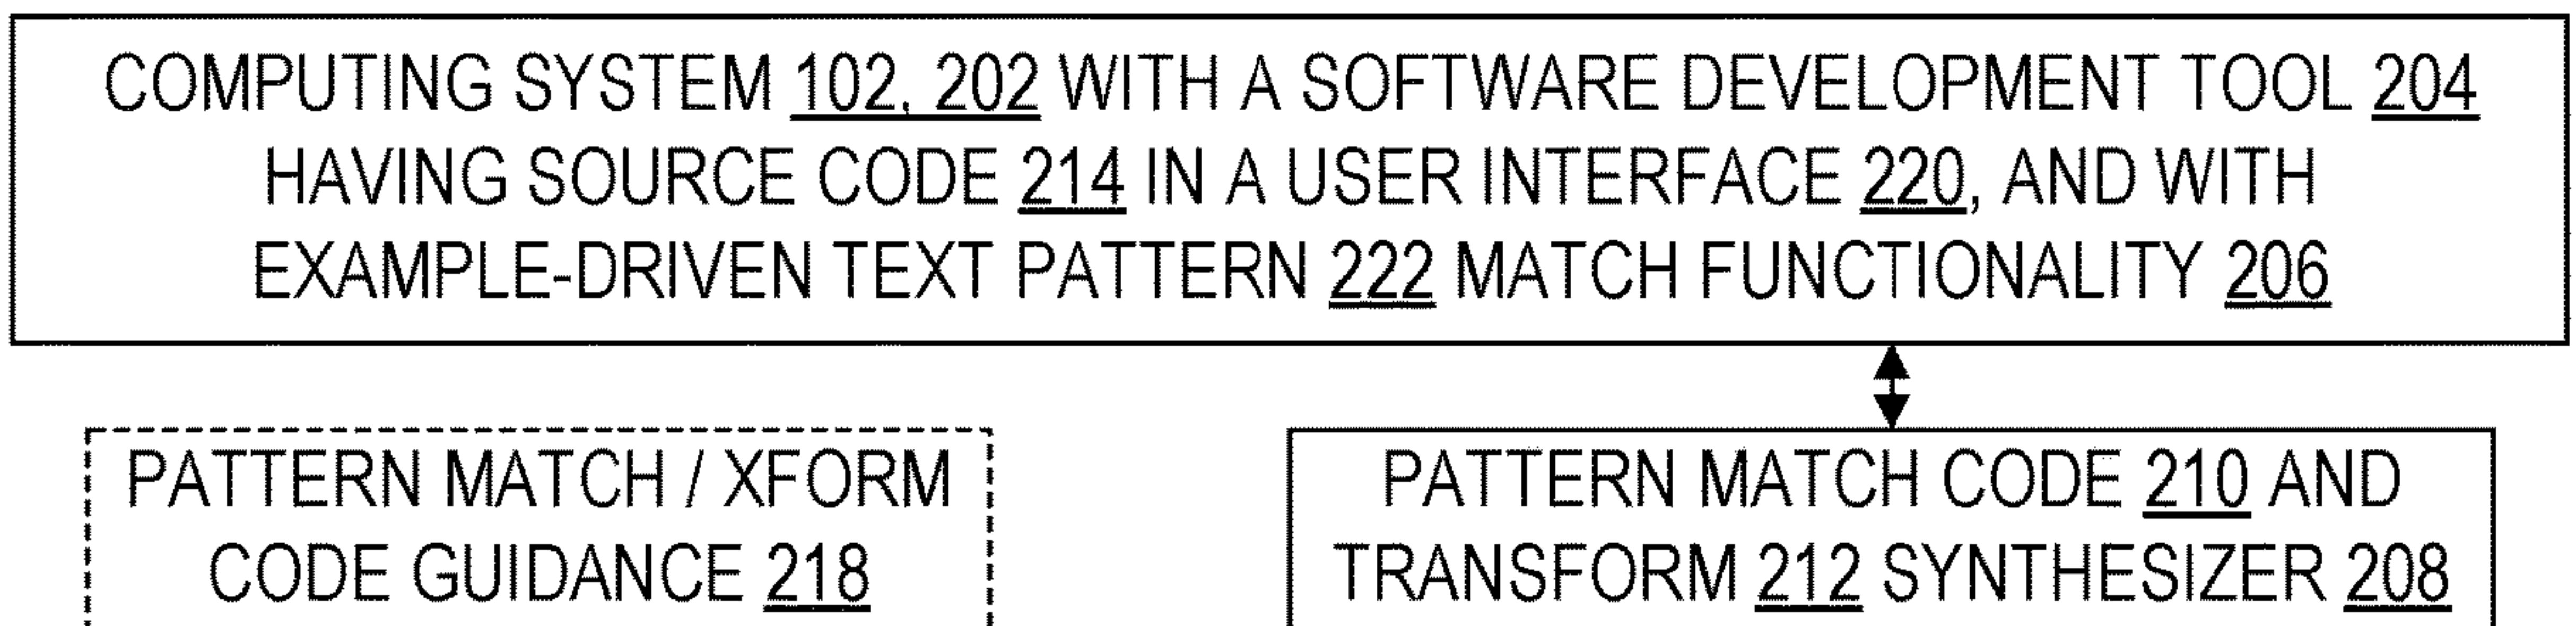 COMPUTING SYSTEM 102, 202 WITH A SOFTWARE DEVELOPMENT TOOL 204
HAVING SOURCE CODE 214 IN A USER INTERFACE 220, AND WITH
EXAMPLE-DRIVEN TEXT PATTERN 222 MATCH FUNCTIONALITY 206
PATTERN MATCH / XFORM
CODE GUIDANCE 218
PATTERN MATCH CODE 210 AND
TRANSFORM 212 SYNTHESIZER 208